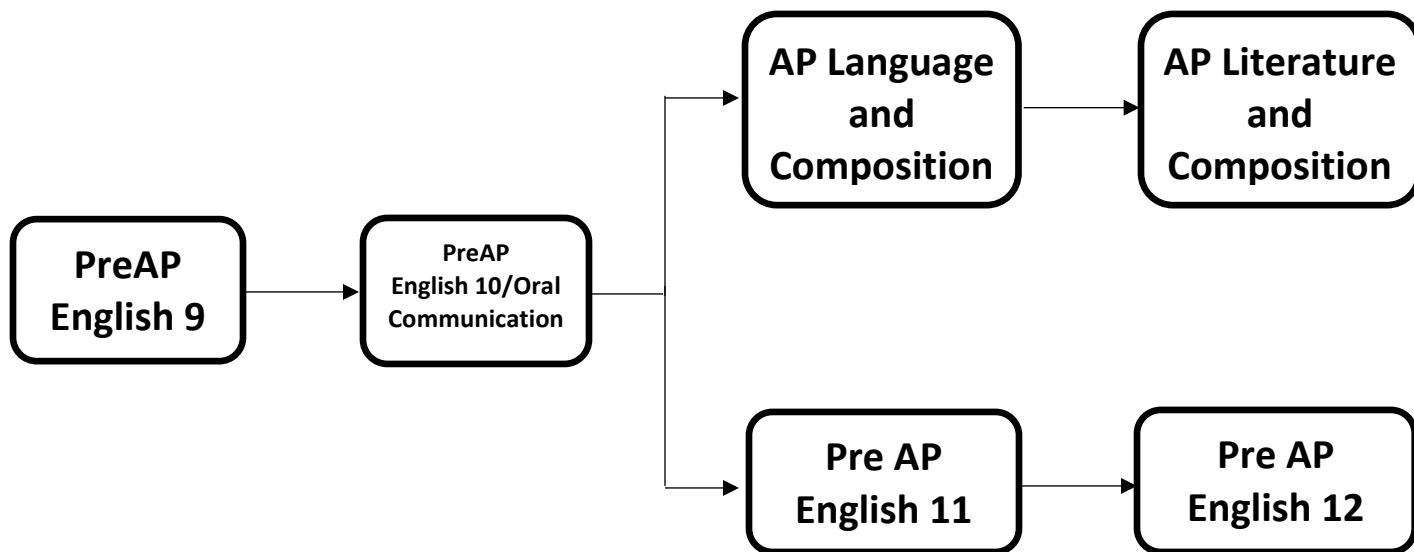 PreAP
English 9
PreAP
English 10/Oral
Communication
AP Language
and
Composition
AP Literature
and
Composition
Pre AP
English 11
Pre AP
English 12